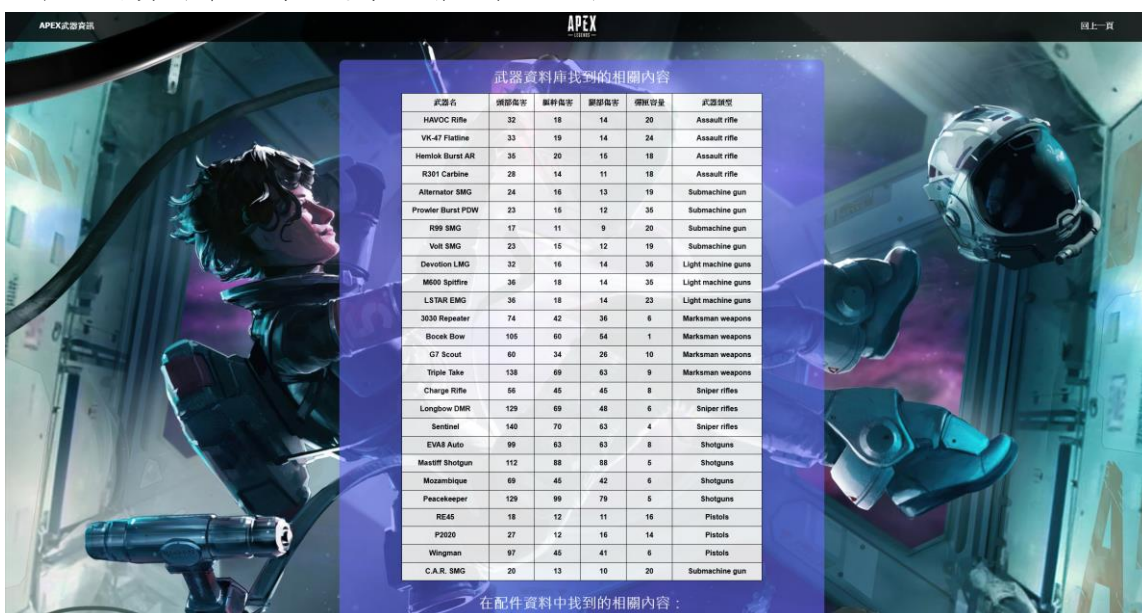 APEX武器資訊
APEX
LEGENDS
回上一頁
武器資料庫找到的相關內容
武器名 頭部傷害 軀幹傷害 腿部傷害 彈匣容量 武器類型
HAVOC Rifle 32 18 14 20 Assault rifle
VK-47 Flatline 33 19 14 24 Assault rifle
Hemlok Burst AR 35 20 15 18 Assault rifle
R301 Carbine 28 14 11 18 Assault rifle
Alternator SMG 24 16 13 19 Submachine gun
Prowler Burst PDW 23 15 12 35 Submachine gun
R99 SMG 17 11 9 20 Submachine gun
Volt SMG 23 15 12 19 Submachine gun
Devotion LMG 32 16 14 36 Light machine guns
M600 Spitfire 36 18 14 35 Light machine guns
LSTAR EMG 36 18 14 23 Light machine guns
3030 Repeater 74 42 36 6 Marksman weapons
Bocek Bow 105 60 54 1 Marksman weapons
G7 Scout 60 34 26 10 Marksman weapons
Triple Take 138 69 63 9 Marksman weapons
Charge Rifle 56 45 45 8 Sniper rifles
Longbow DMR 129 69 48 6 Sniper rifles
Sentinel 140 70 63 4 Sniper rifles
EVA8 Auto 99 63 63 8 Shotguns
Mastiff Shotgun 112 88 88 5 Shotguns
Mozambique 69 45 42 6 Shotguns
Peacekeeper 129 99 79 5 Shotguns
RE45 18 12 11 16 Pistols
P2020 27 12 16 14 Pistols
Wingman 97 45 41 6 Pistols
C.A.R. SMG 20 13 10 20 Submachine gun
在配件資料中找到的相關內容：